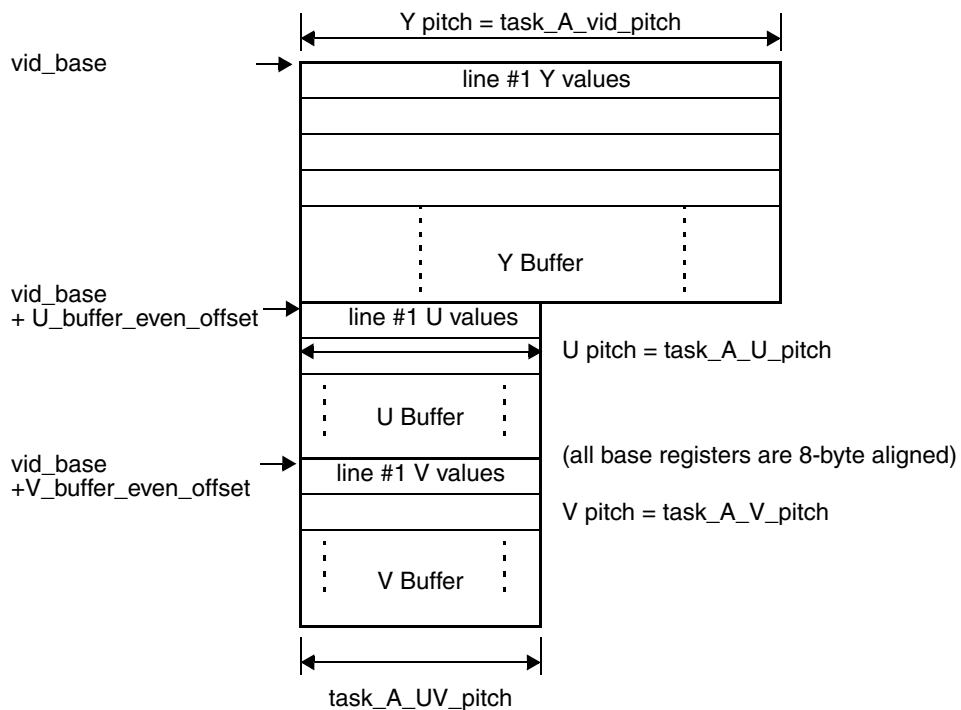 Y pitch = task_A_vid_pitch
vid_base
line #1 Y values
Y Buffer
vid_base
+ U_buffer_even_offset
line #1 U values
U pitch = task_A_U_pitch
U Buffer
vid_base
+V_buffer_even_offset
(all base registers are 8-byte aligned)
line #1 V values
V pitch = task_A_V_pitch
V Buffer
task_A_UV_pitch